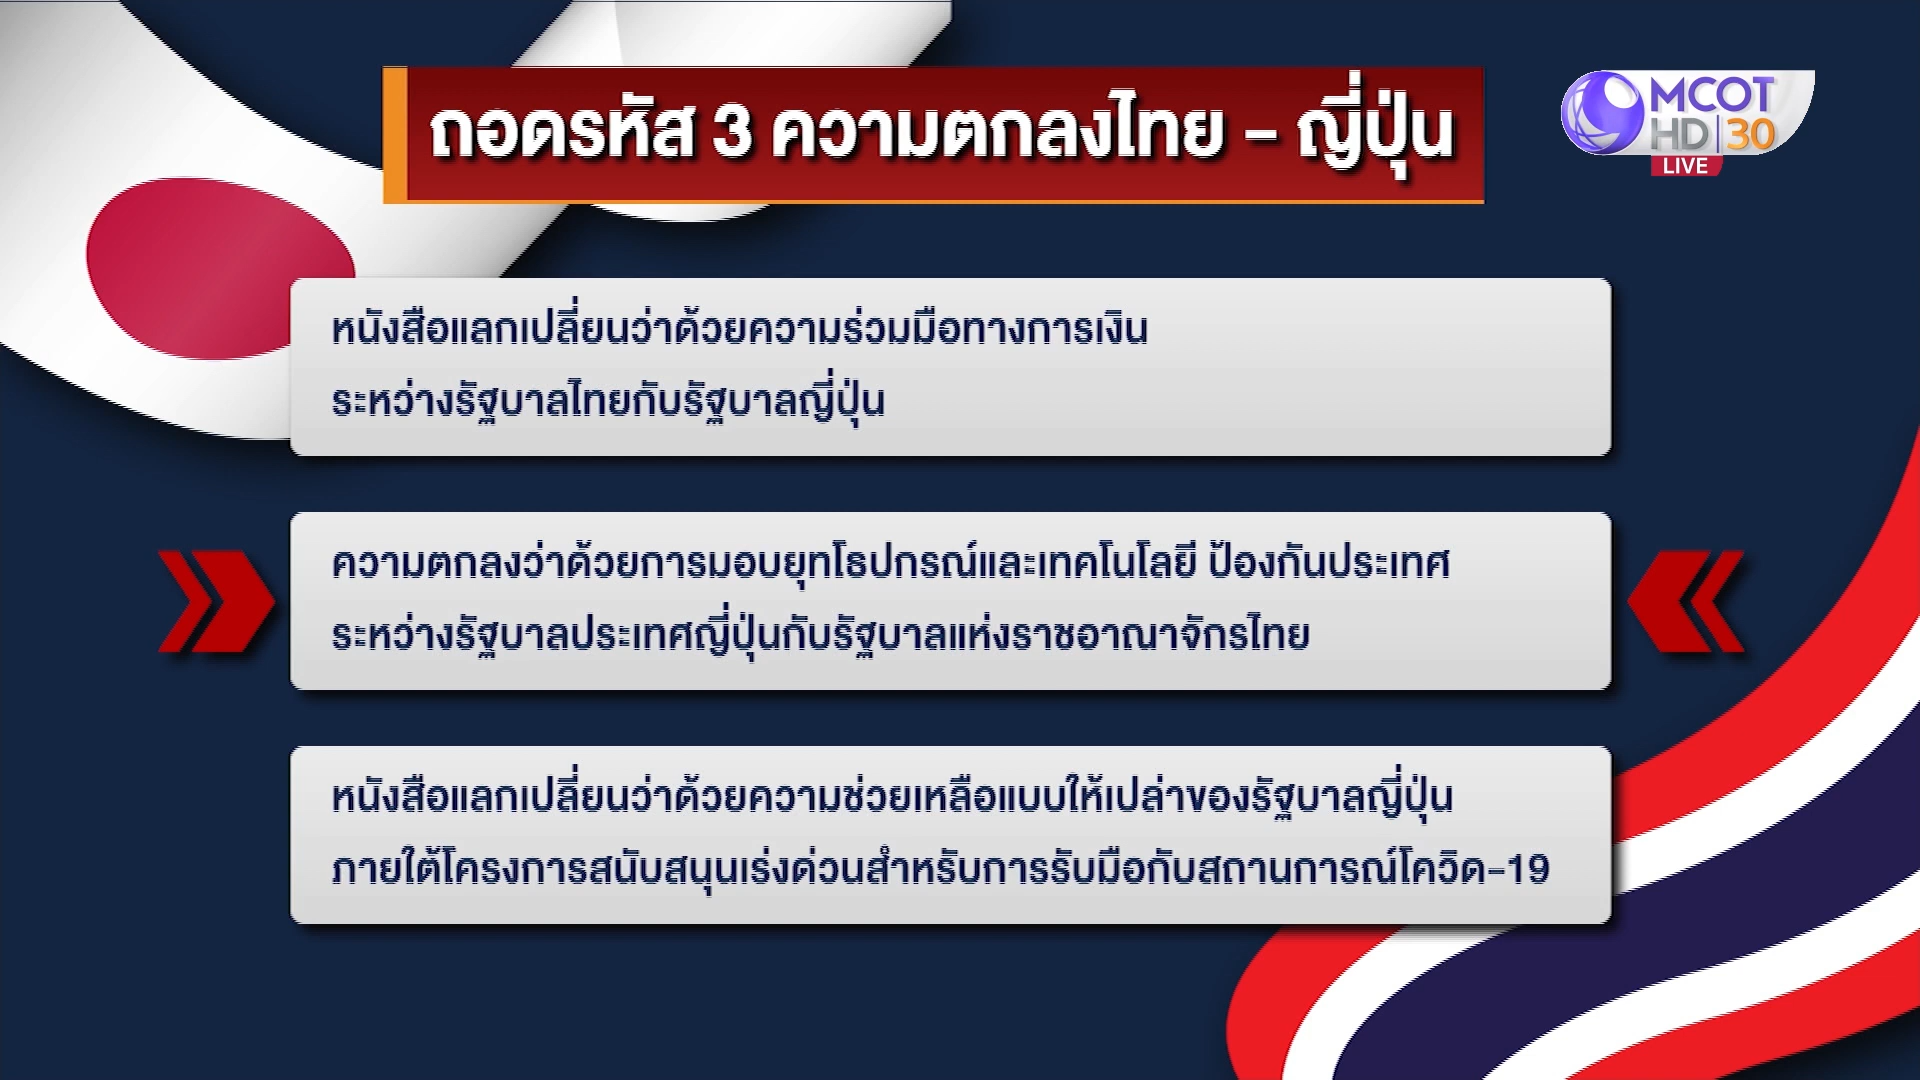 ถอดรหัส 3 ความตกลงไทย - ญี่ปุ่น
MCOT
HD 30
LIVE
หนังสือแลกเปลี่ยนว่าด้วยความร่วมมือทางการเงิน
ระหว่างรัฐบาลไทยกับรัฐบาลญี่ปุ่น
ความตกลงว่าด้วยการมอบยุทโธปกรณ์และเทคโนโลยี ป้องกันประเทศ
ระหว่างรัฐบาลประเทศญี่ปุ่นกับรัฐบาลแห่งราชอาณาจักรไทย
หนังสือแลกเปลี่ยนว่าด้วยความช่วยเหลือแบบให้เปล่าของรัฐบาลญี่ปุ่น
ภายใต้โครงการสนับสนุนเร่งด่วนสำหรับการรับมือกับสถานการณ์โควิด-19